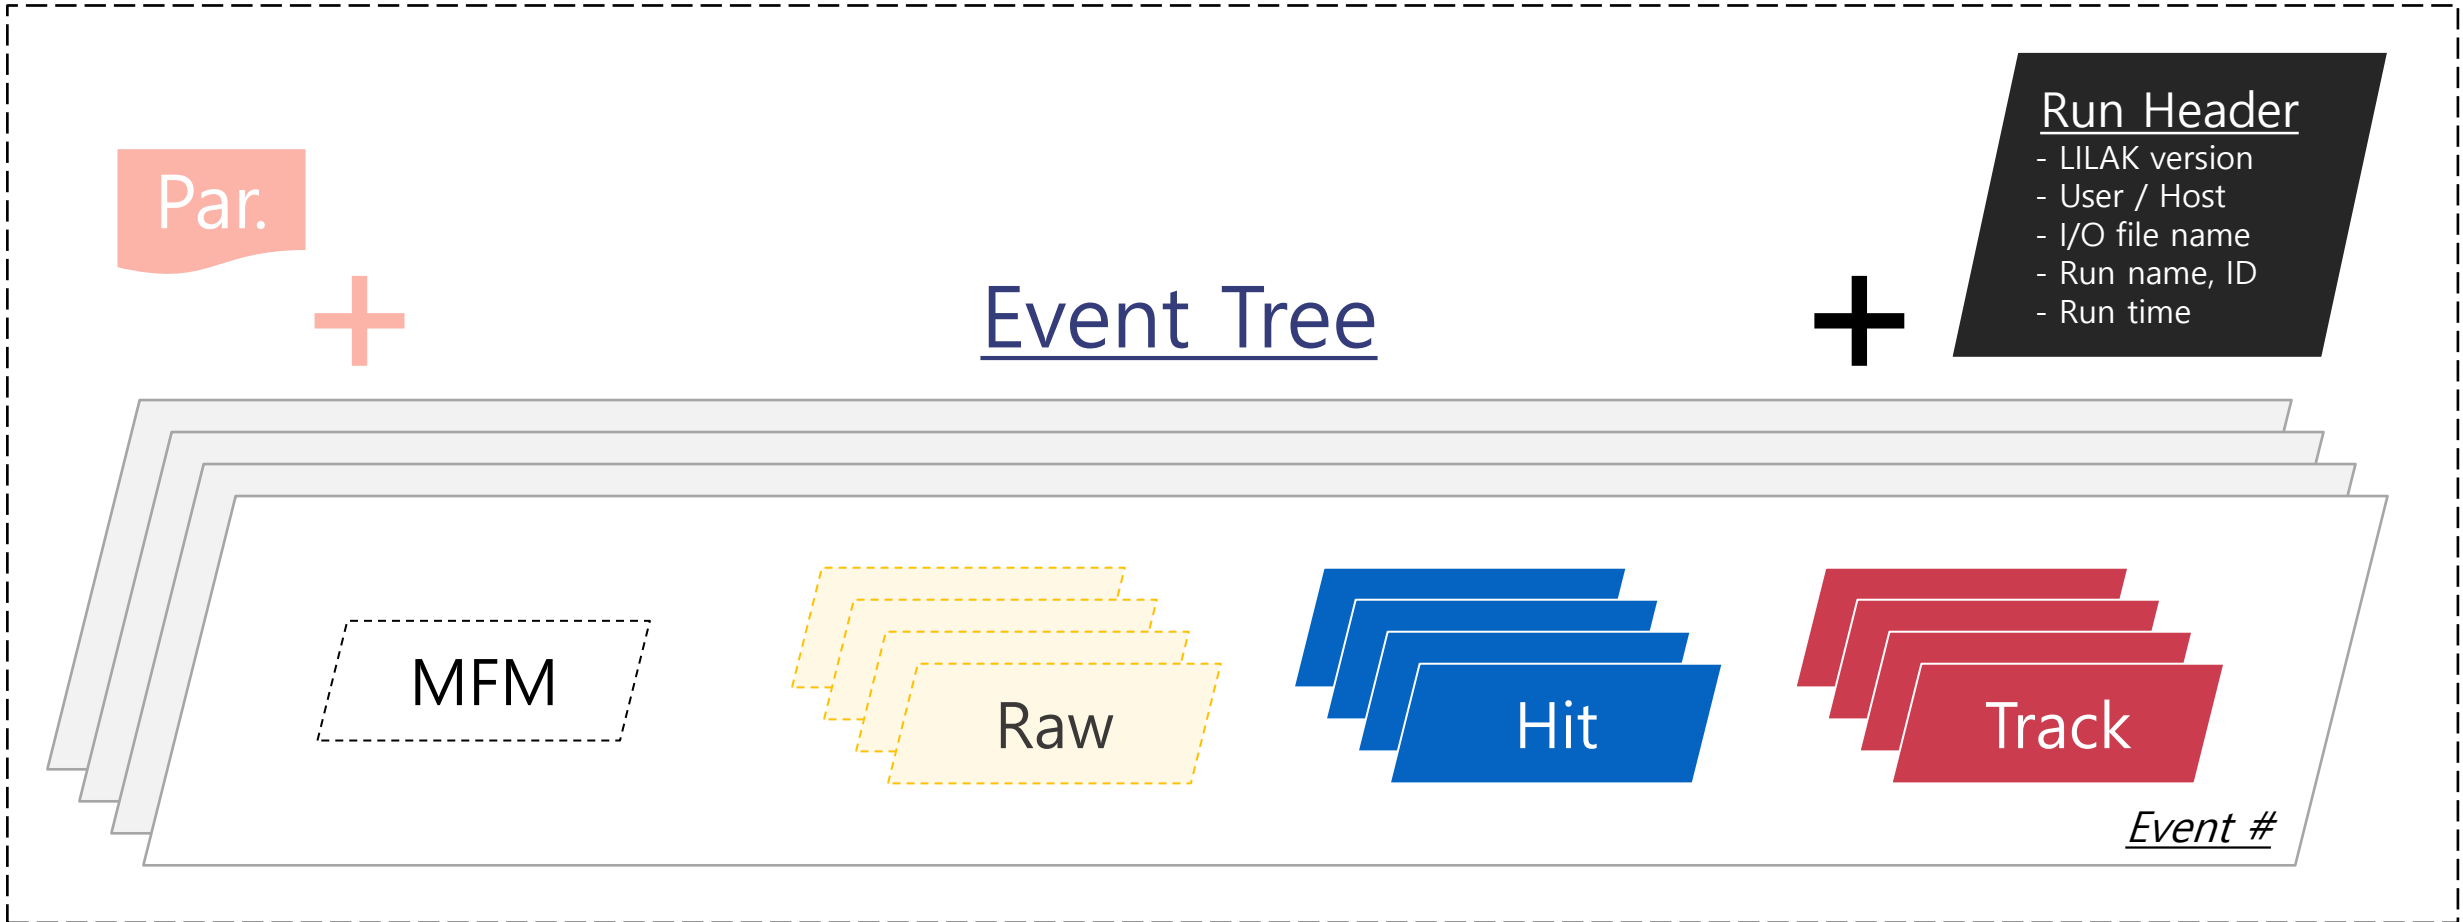 Par.
Event Tree
Run Header
- LILAK version
- User / Host
- I/O file name
- Run name, ID
- Run time
MFM
Raw
Hit
Track
Event #